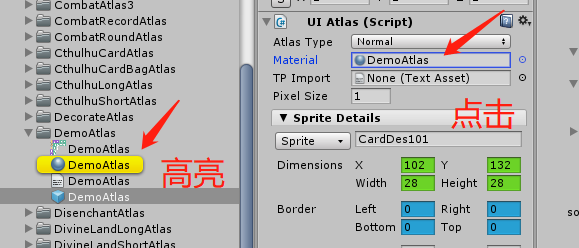 CombatAtlas3
CombatRecordAtlas
CombatRoundAtlas
CthulhuCardAtlas
CthulhuCardBagAtlas
CthulhuLongAtlas
CthulhuShortAtlas
DecorateAtlas
DemoAtlas
DemoAtlas
DemoAtlas
DemoAtlas
DemoAtlas
DisenchantAtlas
DivineLandLongAtlas
DivineLandShortAtlas
高亮
UI Atlas (Script)
Atlas Type Normal
Material DemoAtlas
TP Import None (Text Asset)
Pixel Size 1
点击
Sprite Details
Sprite CardDes101
Dimensions X 102 Y 132
Width 28 Height 28
Border Left 0 Right 0
Bottom 0 Top 0
so